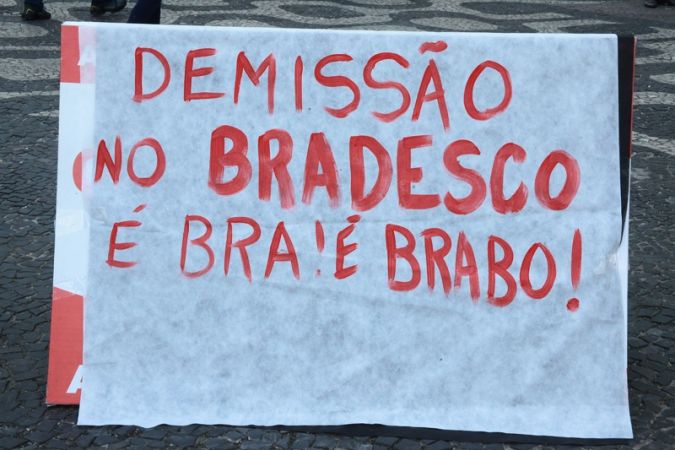 DEMISSÃO
NO BRADESCO
É BRA! É BRABO!